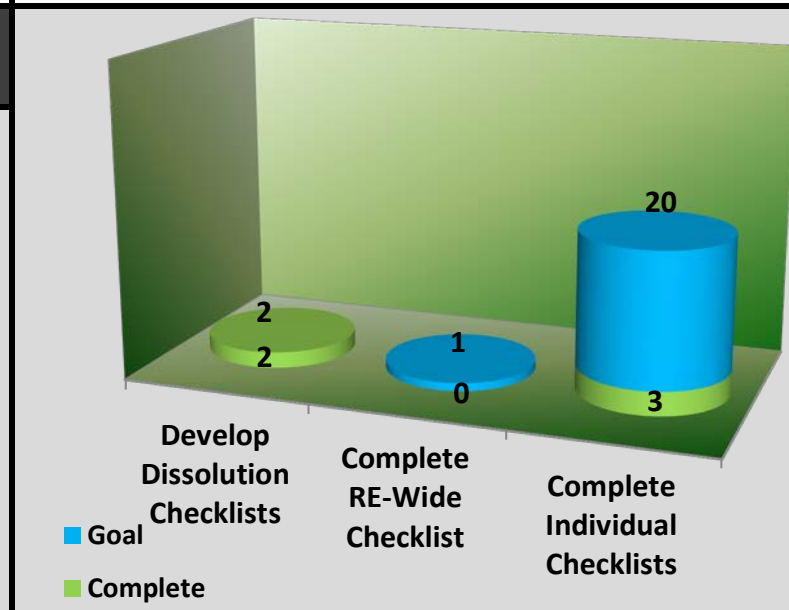 20
2
2
1
0
3
Develop
Dissolution
Checklists
Complete
RE-Wide
Checklist
Complete
Individual
Checklists
Goal
Complete